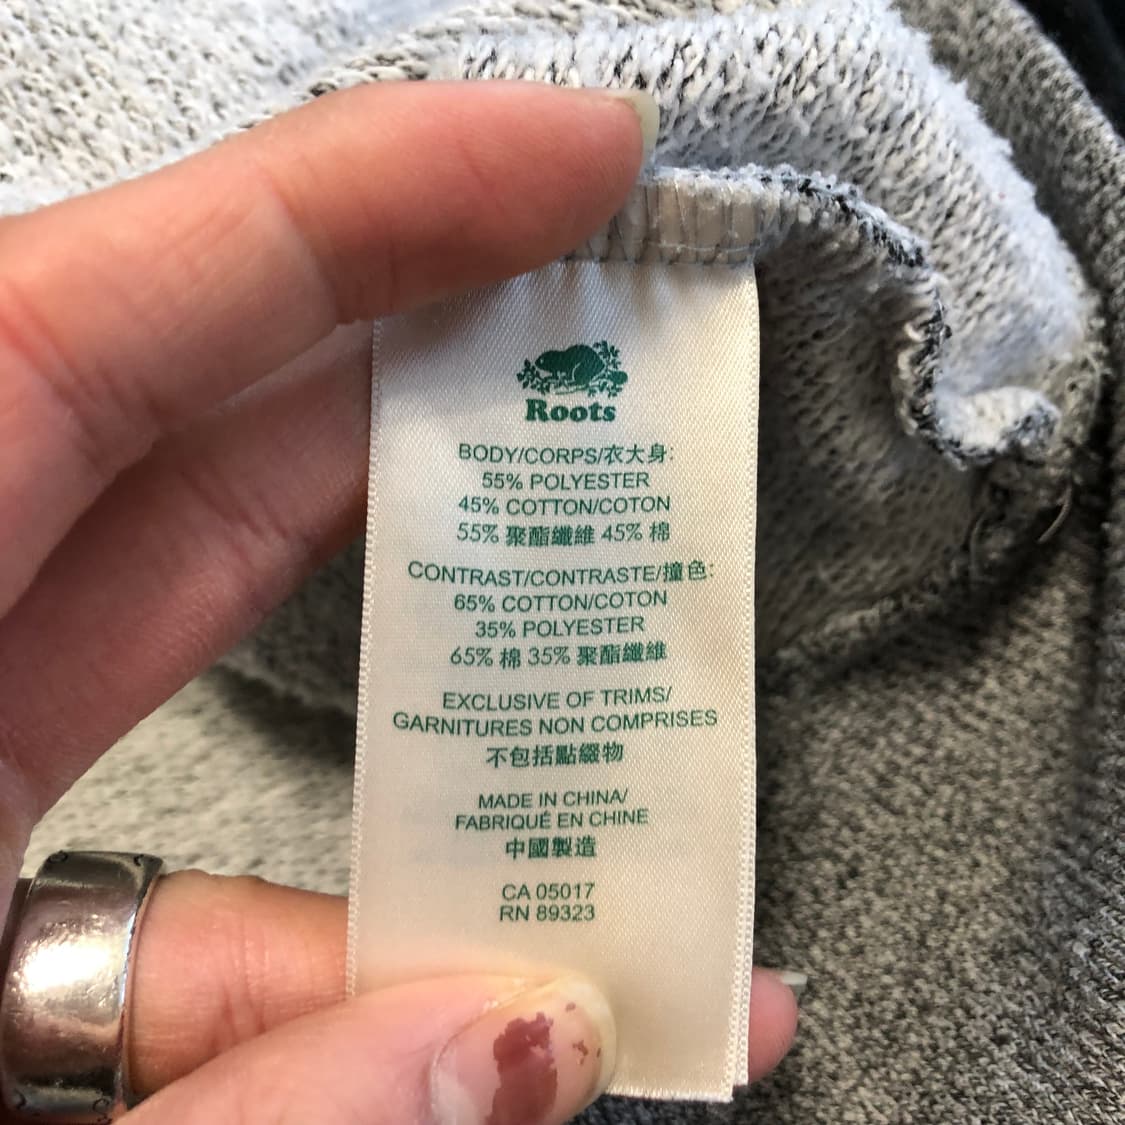 Roots
BODY/CORPS/衣大身:
55% POLYESTER
45% COTTON/COTON
55% 聚酯纖維 45% 棉
CONTRAST/CONTRASTE/撞色:
65% COTTON/COTON
35% POLYESTER
65% 棉 35% 聚酯纖維
EXCLUSIVE OF TRIMS/
GARNITURES NON COMPRISES
不包括點綴物
MADE IN CHINA/
FABRIQUÉ EN CHINE
中國製造
CA 05017
RN 89323